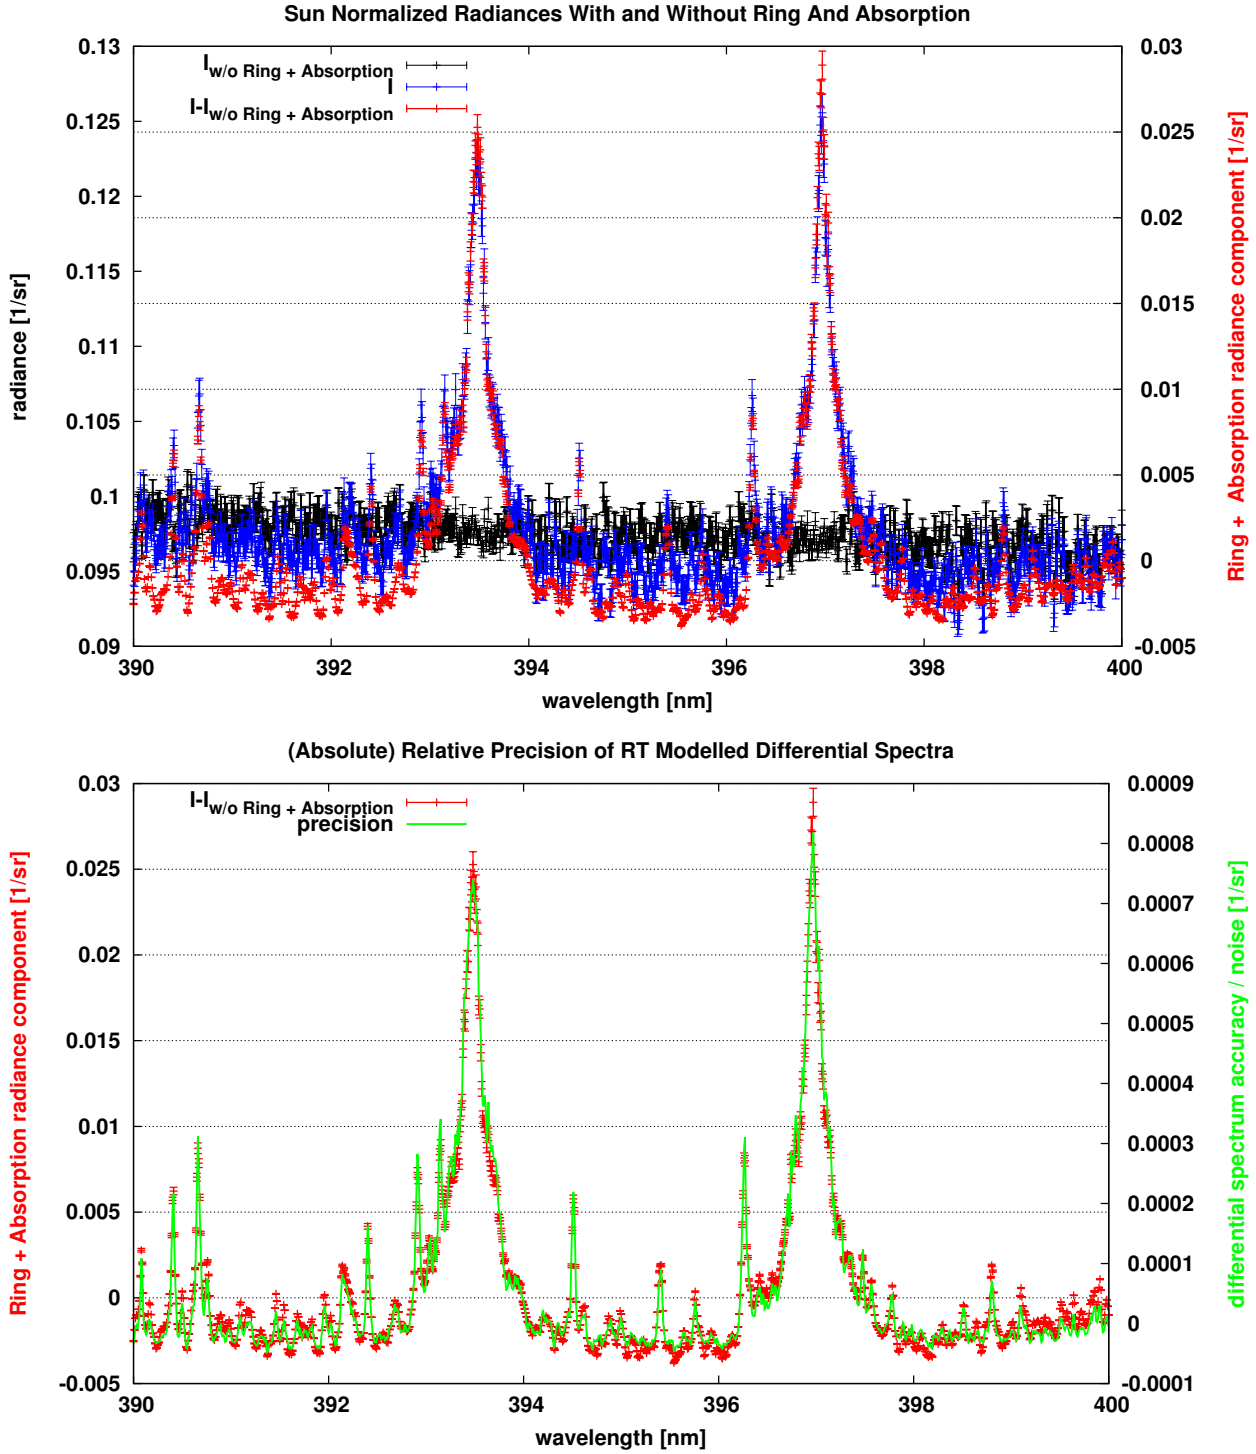 Sun Normalized Radiances With and Without Ring And Absorption
I w/o Ring + Absorption
I
I-I w/o Ring + Absorption
0.13
0.125
0.12
0.115
0.11
0.105
0.1
0.095
0.09
radiance [1/sr]
0.03
0.025
0.02
0.015
0.01
0.005
0
-0.005
Ring + Absorption radiance component [1/sr]
390 392 394 396 398 400
wavelength [nm]
(Absolute) Relative Precision of RT Modelled Differential Spectra
I-I w/o Ring + Absorption
precision
0.03
0.025
0.02
0.015
0.01
0.005
0
-0.005
Ring + Absorption radiance component [1/sr]
0.0009
0.0008
0.0007
0.0006
0.0005
0.0004
0.0003
0.0002
0.0001
0
-0.0001
differential spectrum accuracy / noise [1/sr]
390 392 394 396 398 400
wavelength [nm]